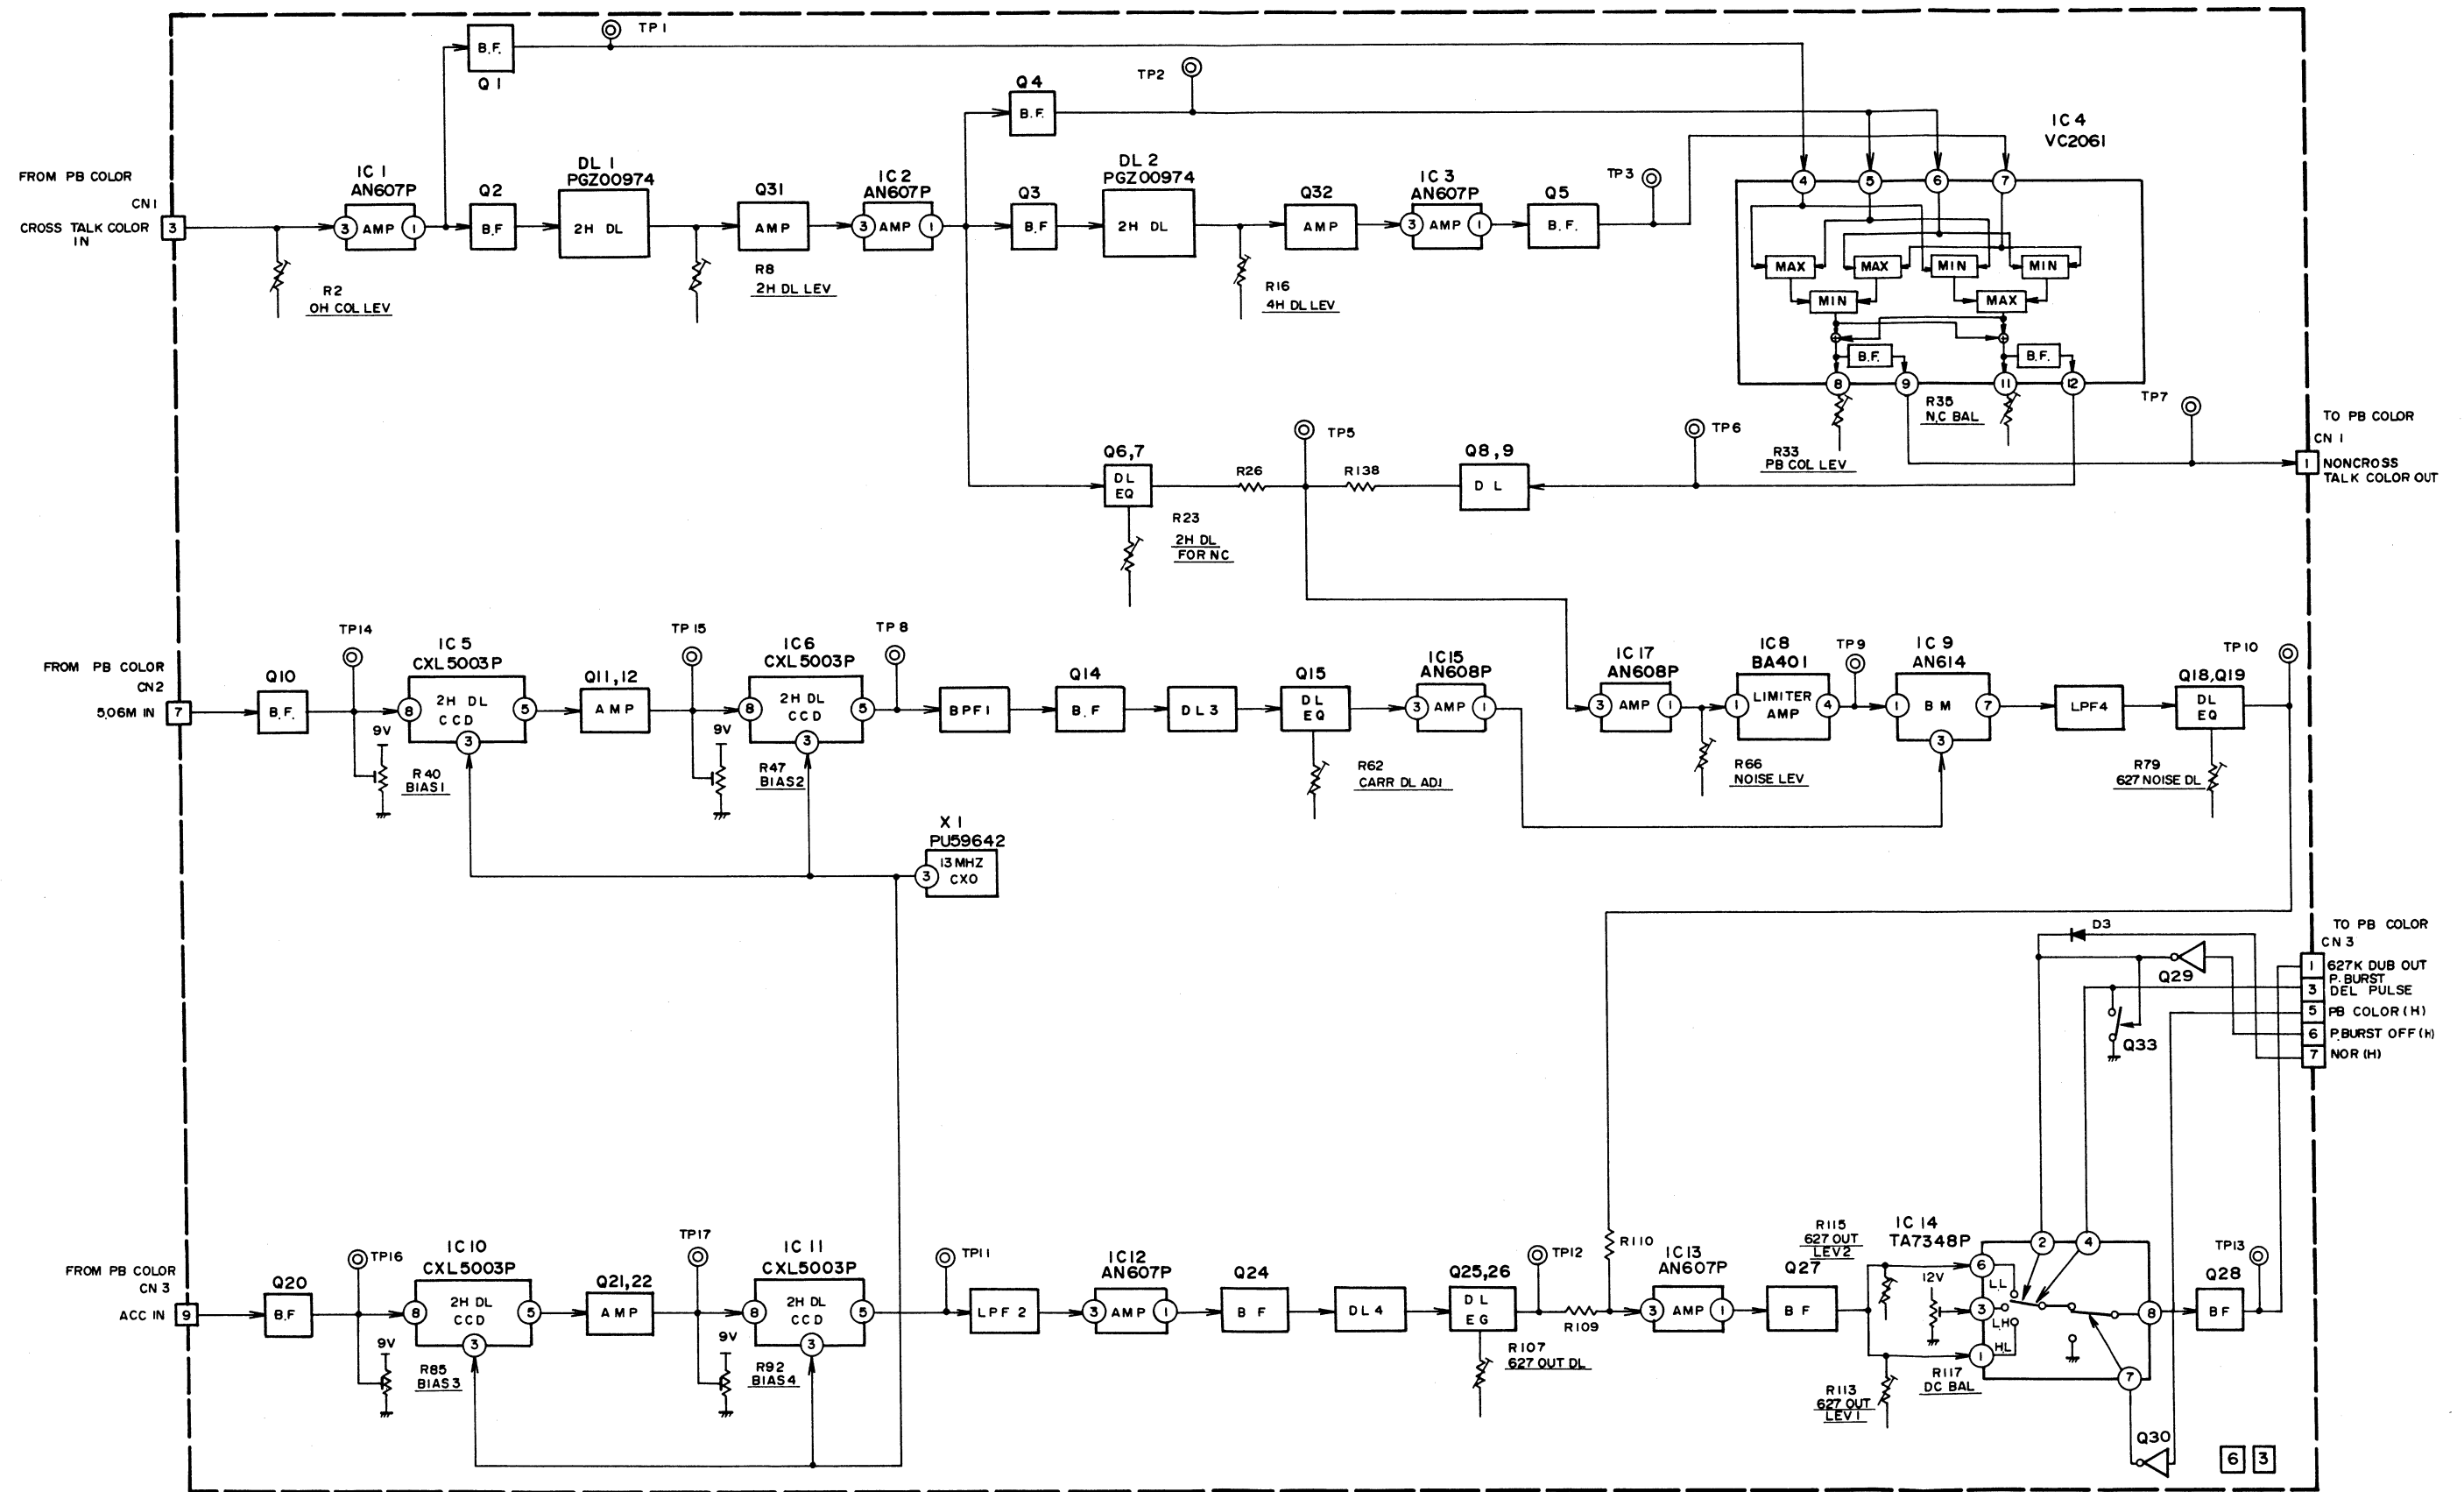 TP1
B.F.
Q1
Q4
B.F.
TP2
IC4
VC2061
FROM PB COLOR
CN1
CROSS TALK COLOR
IN
3
IC1
AN607P
3 AMP 1
R2
OH COL LEV
Q2
B.F
DL 1
PGZ00974
2H DL
Q31
AMP
R8
2H DL LEV
IC2
AN607P
3 AMP 1
Q3
B.F
DL 2
PGZ00974
2H DL
R16
4H DL LEV
Q32
AMP
IC 3
AN607P
3 AMP 1
Q5
B.F.
TP3
4 5 6 7
MAX MAX MIN MIN
MIN MAX
B.F. B.F.
8 9 11 12
R35
N,C BAL
R33
PB COL LEV
TP7
TO PB COLOR
CN 1
1
NONCROSS
TALK COLOR OUT
Q6,7
DL
EQ
R23
2H DL
FOR NC
R26
TP5
R138
Q8,9
DL
TP6
FROM PB COLOR
CN2
5.06M IN
7
Q10
B.F.
TP14
9V
R40
BIAS1
IC5
CXL5003P
8 2H DL CCD 5
3
Q11,12
AMP
TP15
9V
R47
BIAS2
IC6
CXL5003P
8 2H DL CCD 5
3
TP8
BPF1
Q14
B.F
DL3
Q15
DL
EQ
R62
CARR DL ADJ
IC15
AN608P
3 AMP 1
IC17
AN608P
3 AMP 1
R66
NOISE LEV
IC8
BA401
1 LIMITER AMP 4
TP9
IC9
AN614
1 BM 7
3
LPF4
Q18,Q19
DL
EQ
R79
627 NOISE DL
TP10
X1
PU59642
3
13MHZ
CXO
TO PB COLOR
CN3
D3
Q29
Q33
1 627K DUB OUT
P.BURST
3 DEL PULSE
5 PB COLOR(H)
6 P.BURST OFF(H)
7 NOR(H)
FROM PB COLOR
CN3
ACC IN
9
Q20
B.F
TP16
9V
R85
BIAS3
IC10
CXL5003P
8 2H DL CCD 5
3
Q21,22
AMP
TP17
9V
R92
BIAS4
IC11
CXL5003P
8 2H DL CCD 5
3
TP11
LPF2
IC12
AN607P
3 AMP 1
Q24
BF
DL4
Q25,26
DL
EG
R107
627 OUT DL
TP12
R109
R110
IC13
AN607P
3 AMP 1
Q27
BF
R115
627 OUT
LEV2
R113
627 OUT
LEV1
12V
R117
DC BAL
IC14
TA7348P
2 4
6 L.L
3
LH
1 H.L
8
7
Q28
BF
TP13
Q30
6 3